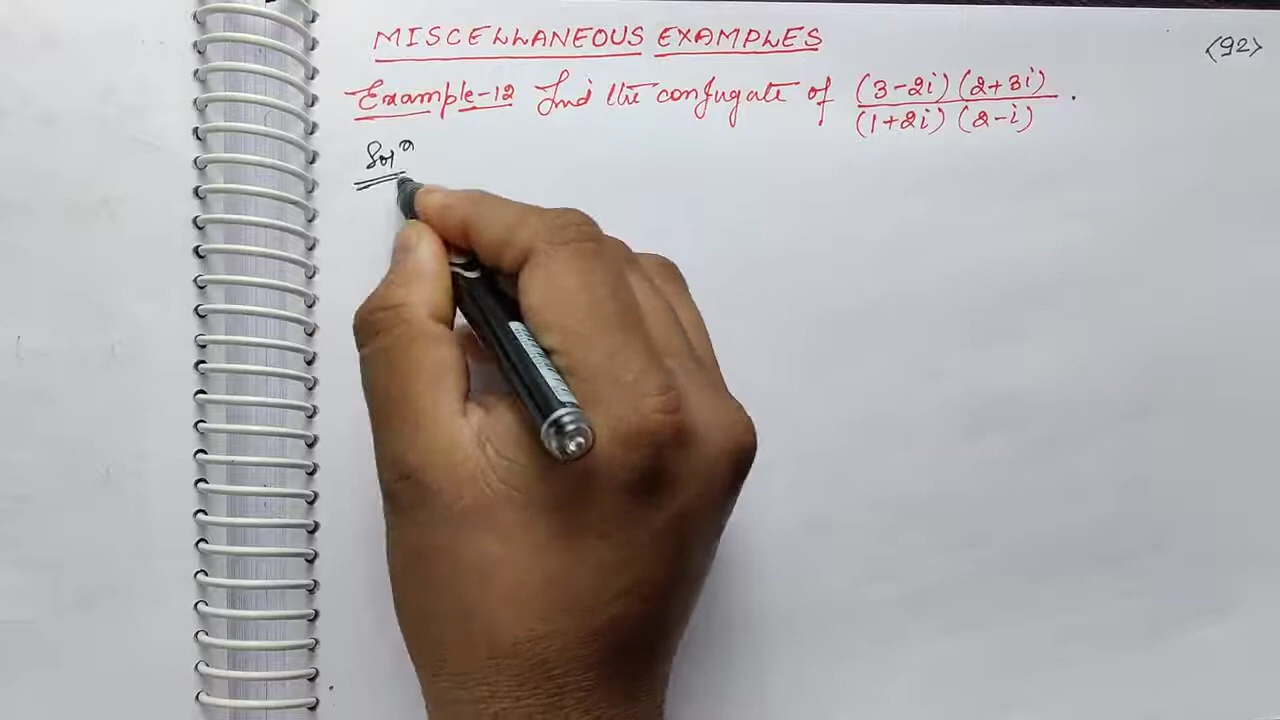 MISCELLANEOUS EXAMPLES
<92>
Example-12 Find the conjugate of (3-2i)(2+3i) / (1+2i)(2-i) .
Solⁿ